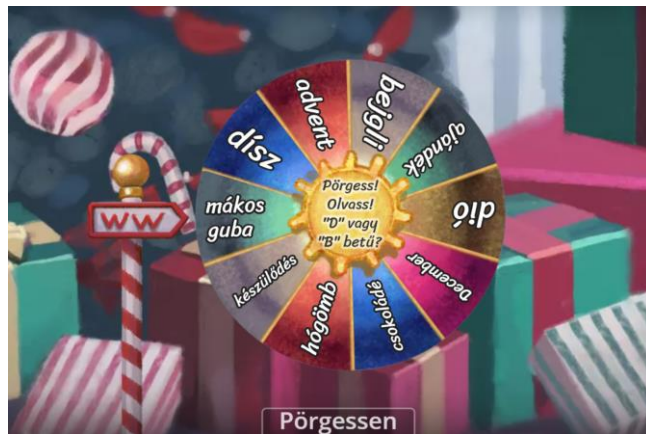 advent
bejgli
ajándék
dió
December
csokoládé
hógömb
készülődés
mákos
guba
dísz
Pörgess!
Olvass!
"D" vagy
"B" betű?
WW
Pörgessen